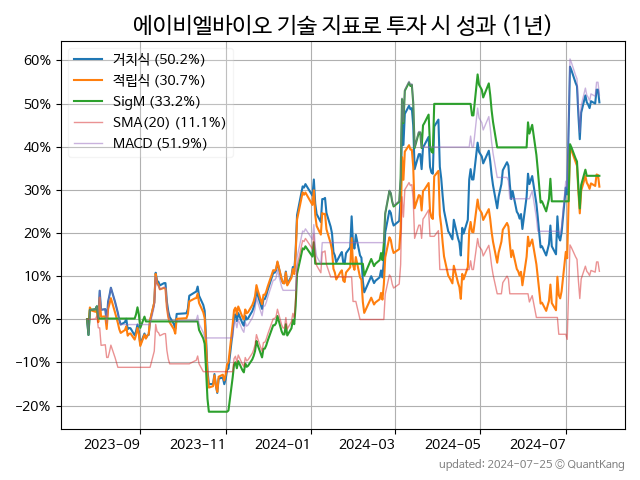 에이비엘바이오 기술 지표로 투자 시 성과 (1년)
거치식 (50.2%)
적립식 (30.7%)
SigM (33.2%)
SMA(20) (11.1%)
MACD (51.9%)
60%
50%
40%
30%
20%
10%
0%
−10%
−20%
2023-09 2023-11 2024-01 2024-03 2024-05 2024-07
updated: 2024-07-25 © QuantKang